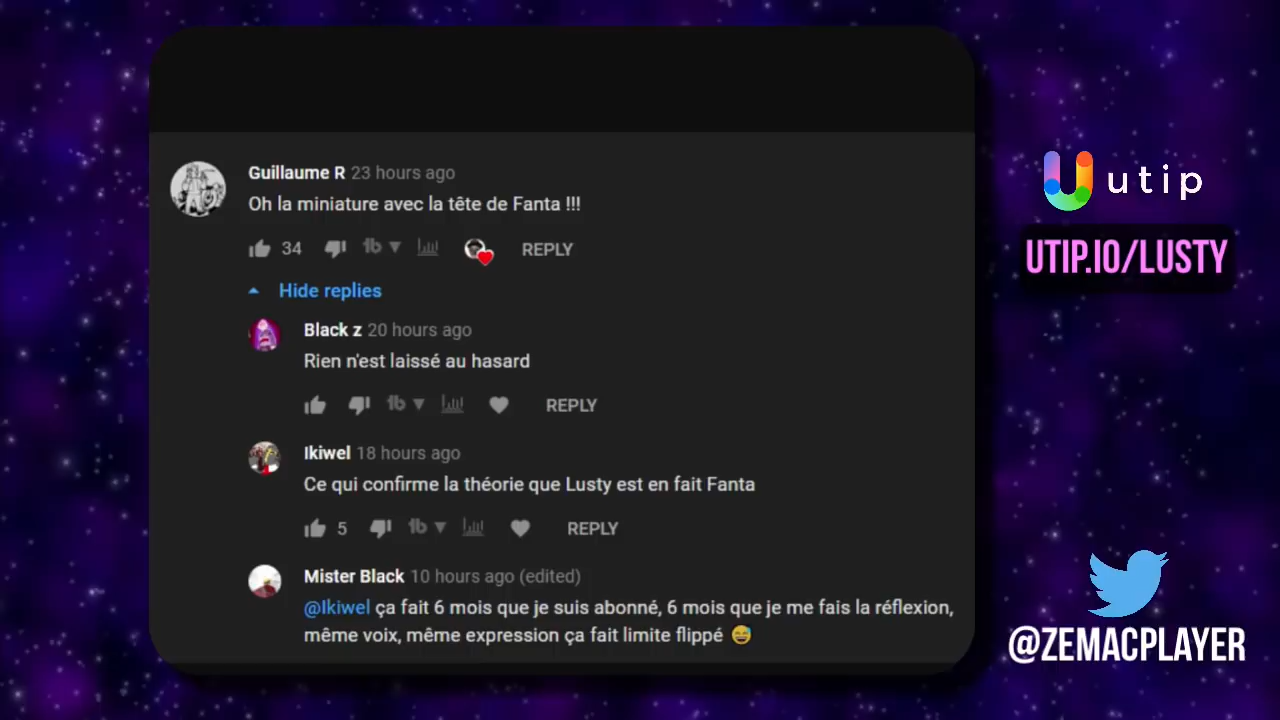 Guillaume R 23 hours ago
Oh la miniature avec la tête de Fanta !!!
34 REPLY
Hide replies
Black z 20 hours ago
Rien n'est laissé au hasard
REPLY
Ikiwel 18 hours ago
Ce qui confirme la théorie que Lusty est en fait Fanta
5 REPLY
Mister Black 10 hours ago (edited)
@Ikiwel ça fait 6 mois que je suis abonné, 6 mois que je me fais la réflexion,
même voix, même expression ça fait limite flippé 😅
utip
UTIP.IO/LUSTY
@ZEMACPLAYER